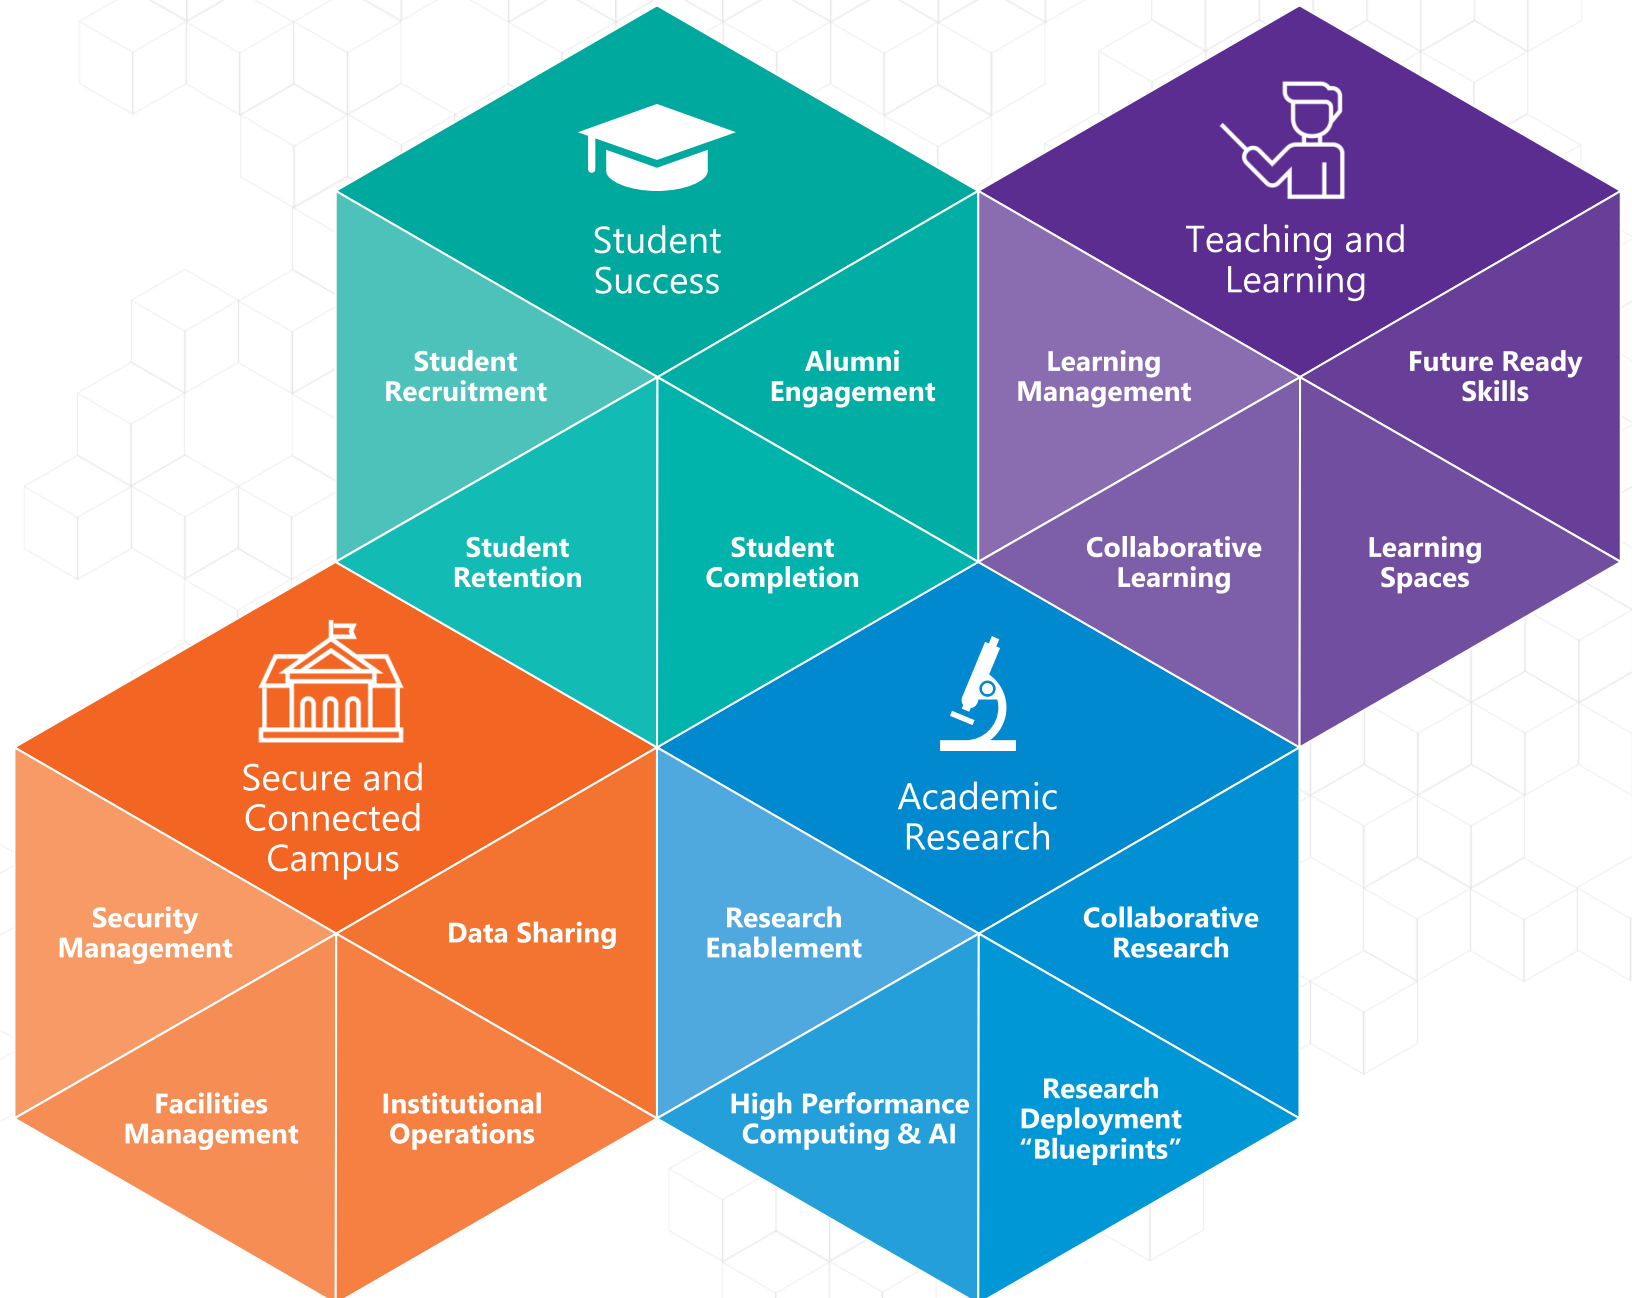 Student
Success
Student
Recruitment
Alumni
Engagement
Student
Retention
Student
Completion
Teaching and
Learning
Learning
Management
Future Ready
Skills
Collaborative
Learning
Learning
Spaces
Secure and
Connected
Campus
Security
Management
Data Sharing
Facilities
Management
Institutional
Operations
Academic
Research
Research
Enablement
Collaborative
Research
High Performance
Computing & AI
Research
Deployment
“Blueprints”